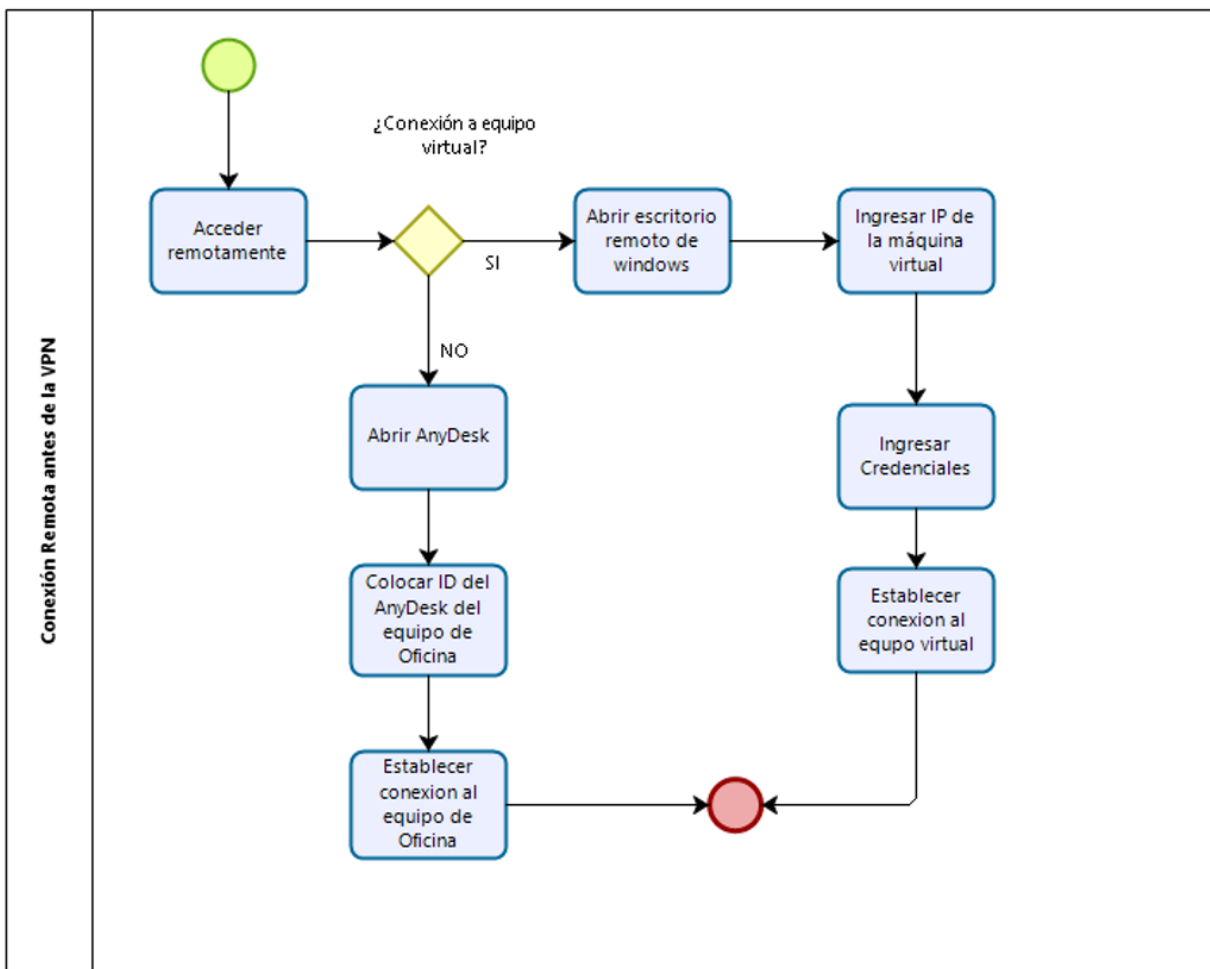 Conexión Remota antes de la VPN
¿Conexión a equipo
virtual?
Acceder
remotamente
SI
Abrir escritorio
remoto de
windows
Ingresar IP de
la máquina
virtual
NO
Abrir AnyDesk
Ingresar
Credenciales
Colocar ID del
AnyDesk del
equipo de
Oficina
Establecer
conexion al
equpo virtual
Establecer
conexion al
equipo de
Oficina